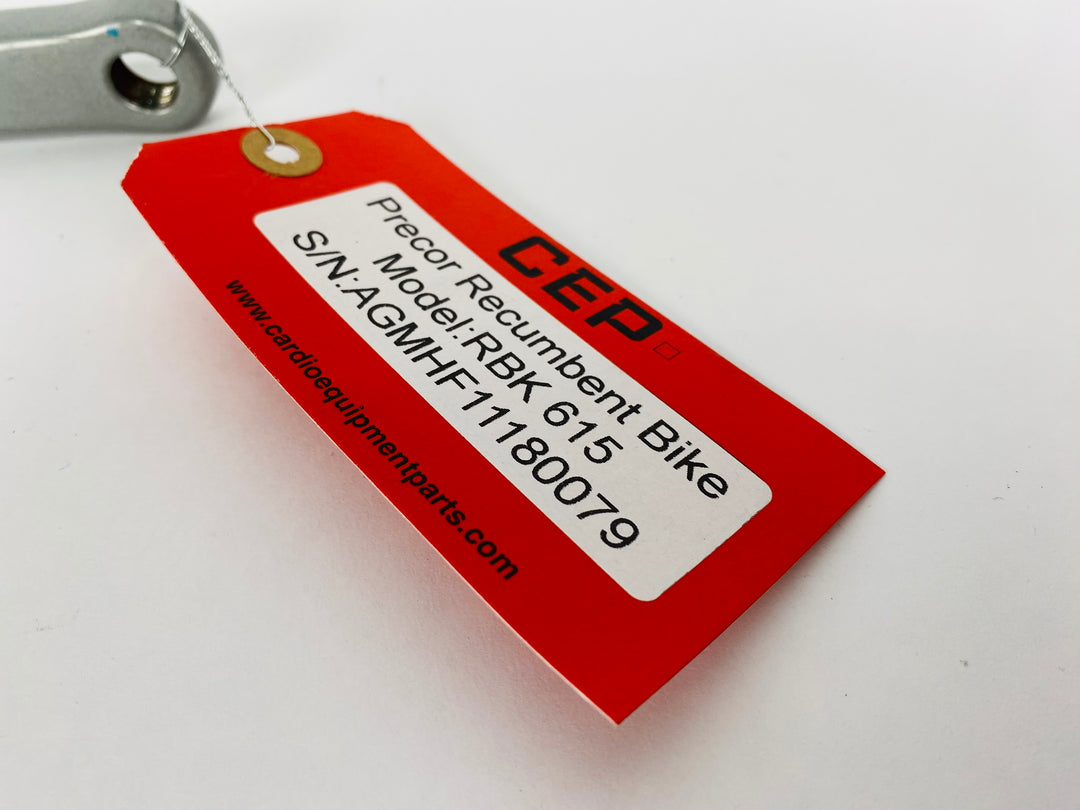 CEP
Precor Recumbent Bike
Model:RBK 615
S/N:AGMHF11180079
www.cardioequipmentparts.com